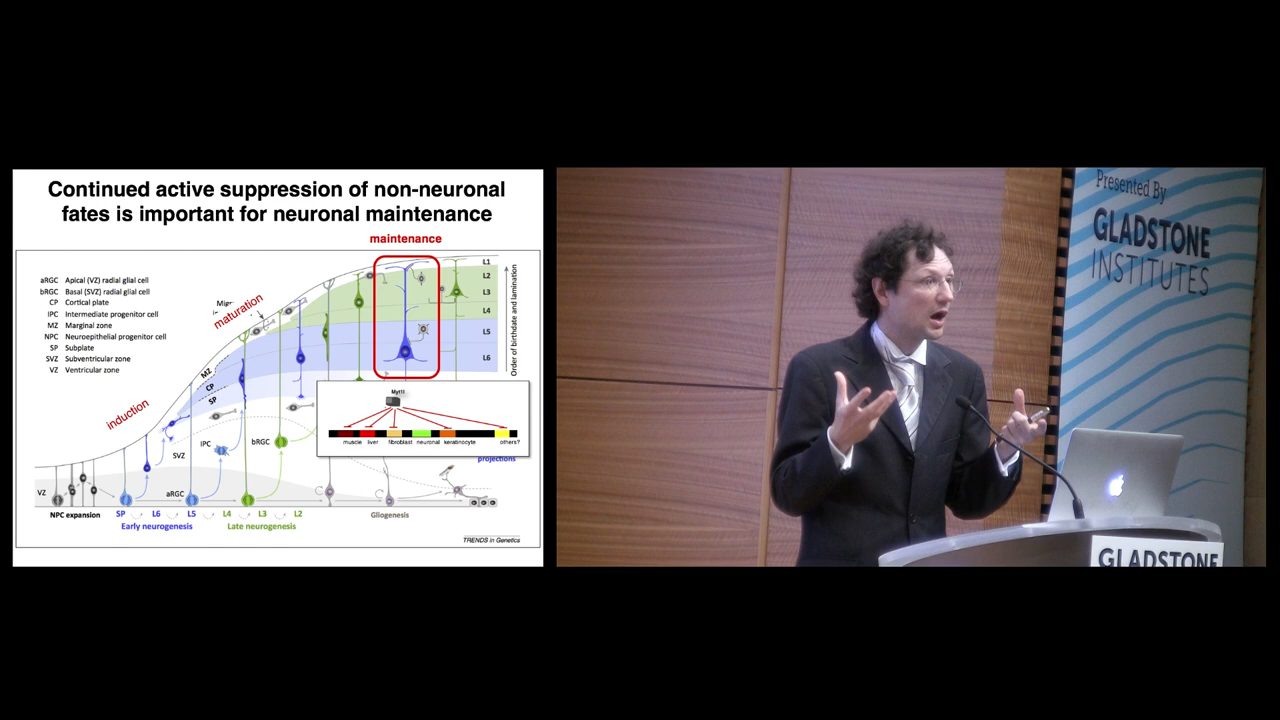 Continued active suppression of non-neuronal
fates is important for neuronal maintenance
maintenance
aRGC Apical (VZ) radial glial cell
bRGC Basal (SVZ) radial glial cell
CP Cortical plate
IPC Intermediate progenitor cell
MZ Marginal zone
NPC Neuroepithelial progenitor cell
SP Subplate
SVZ Subventricular zone
VZ Ventricular zone
maturation
induction
MZ
CP
SP
L1
L2
L3
L4
L5
L6
Order of birthdate and lamination
Myt1l
muscle liver fibroblast neuronal keratinocyte others?
projections
IPC
bRGC
SVZ
VZ
aRGC
NPC expansion
SP L6 L5 L4 L3 L2
Early neurogenesis
Late neurogenesis
Gliogenesis
TRENDS in Genetics
Presented By
GLADSTONE
INSTITUTES
GLADSTONE